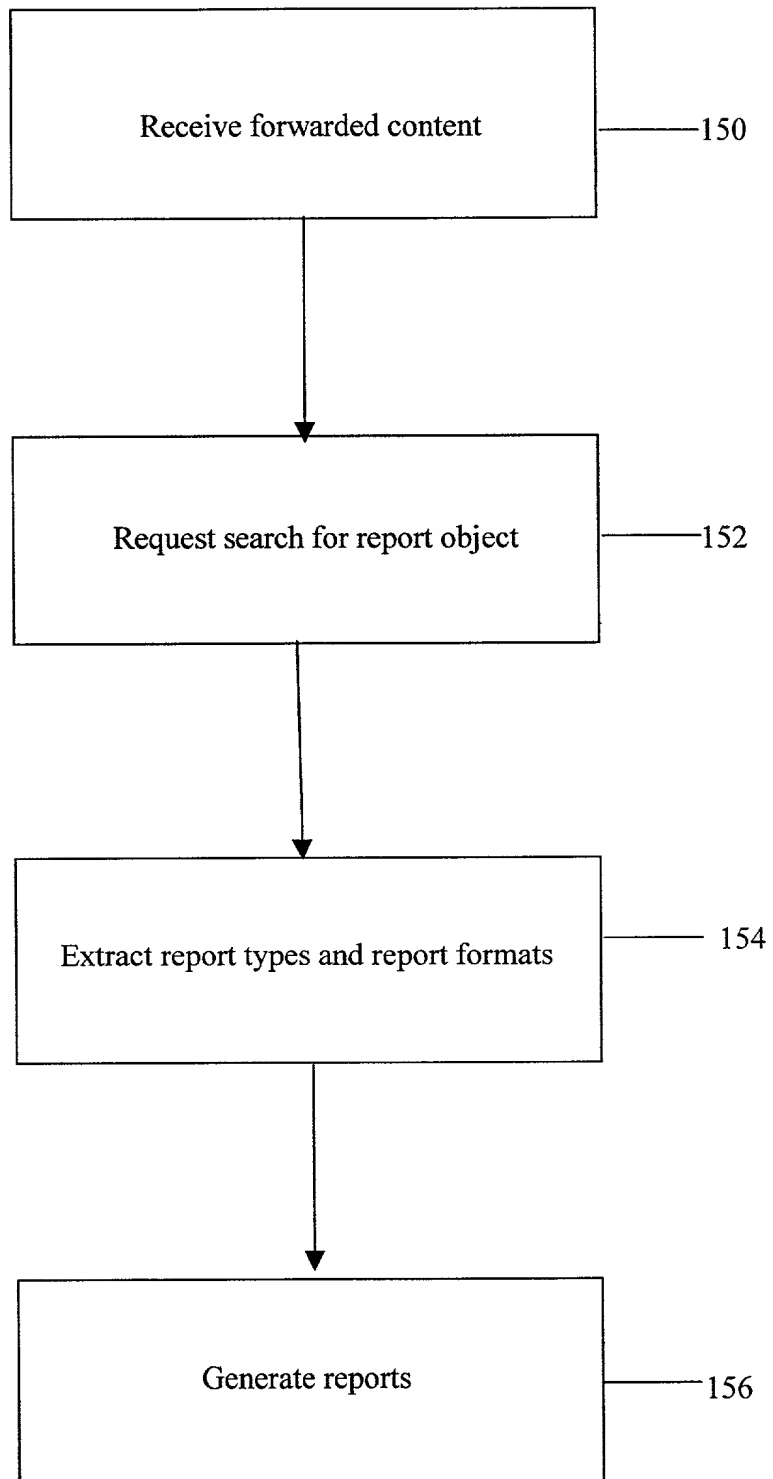 Receive forwarded content
150
Request search for report object
152
Extract report types and report formats
154
Generate reports
156